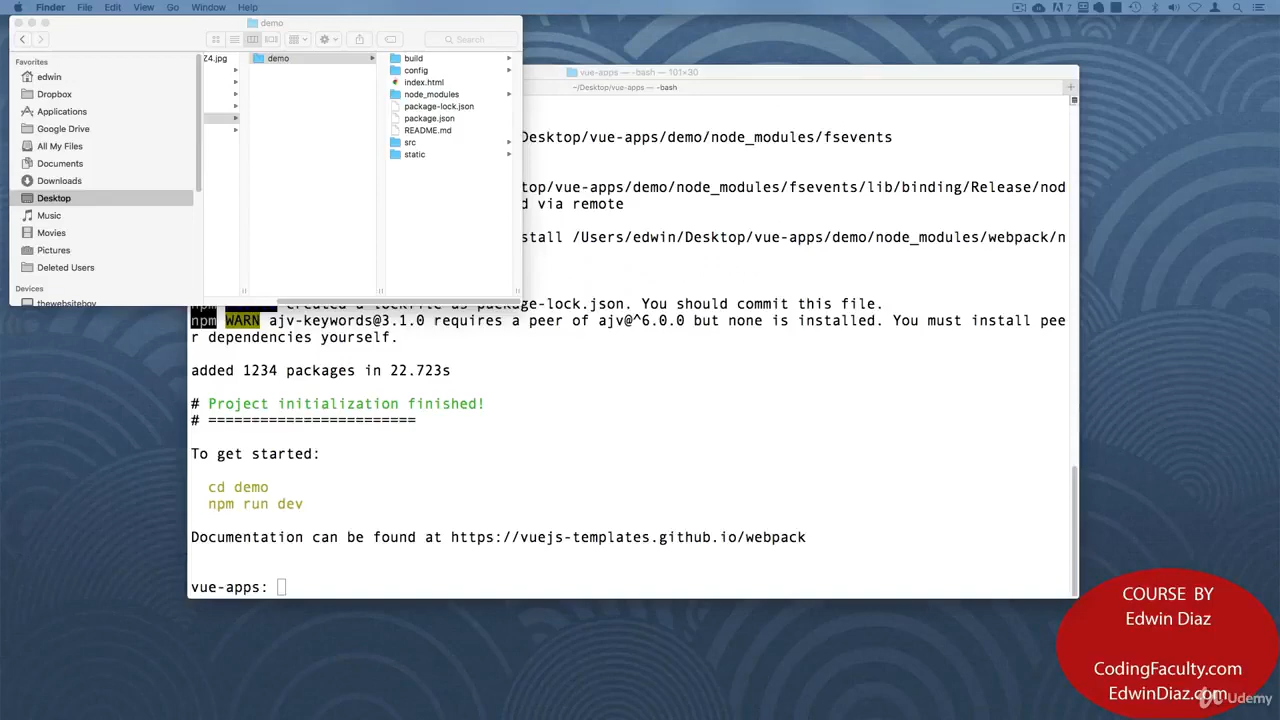 Finder File Edit View Go Window Help
demo
Search
Favorites
edwin
Dropbox
Applications
Google Drive
All My Files
Documents
Downloads
Desktop
Music
Movies
Pictures
Deleted Users
Devices
thewebsiteboy
Z4.jpg
demo
build
config
index.html
node_modules
package-lock.json
package.json
README.md
src
static
vue-apps — -bash — 101×30
~/Desktop/vue-apps — -bash
Desktop/vue-apps/demo/node_modules/fsevents
top/vue-apps/demo/node_modules/fsevents/lib/binding/Release/nod
d via remote
stall /Users/edwin/Desktop/vue-apps/demo/node_modules/webpack/n
created a lockfile as package-lock.json. You should commit this file.
npm WARN ajv-keywords@3.1.0 requires a peer of ajv@^6.0.0 but none is installed. You must install pee
r dependencies yourself.
added 1234 packages in 22.723s
# Project initialization finished!
# ========================
To get started:
cd demo
npm run dev
Documentation can be found at https://vuejs-templates.github.io/webpack
vue-apps:
COURSE BY
Edwin Diaz
CodingFaculty.com
EdwinDiaz.com
Udemy